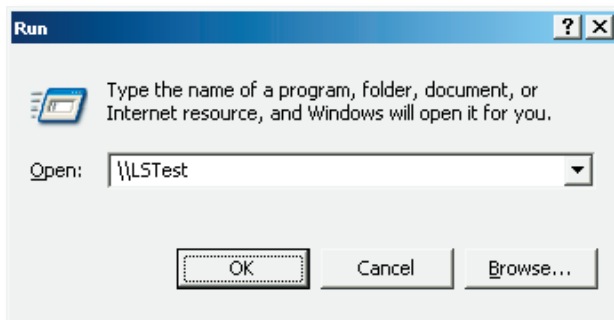 Run
Type the name of a program, folder, document, or
Internet resource, and Windows will open it for you.
Open: \\LSTest
OK Cancel Browse...